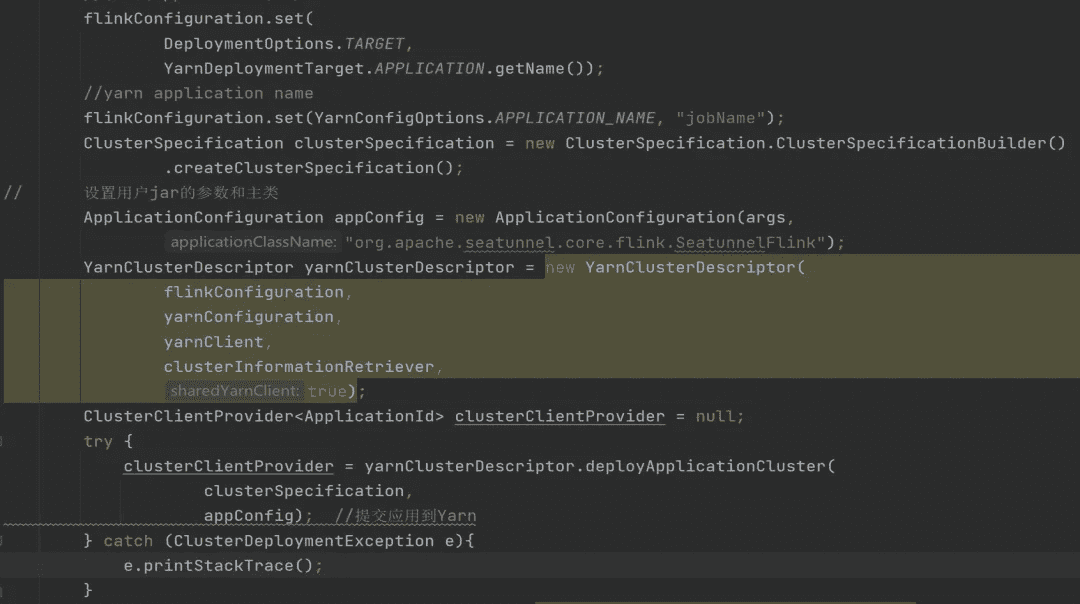 flinkConfiguration.set(
DeploymentOptions.TARGET,
YarnDeploymentTarget.APPLICATION.getName());
//yarn application name
flinkConfiguration.set(YarnConfigOptions.APPLICATION_NAME, "jobName");
ClusterSpecification clusterSpecification = new ClusterSpecification.ClusterSpecificationBuilder()
.createClusterSpecification();
// 设置用户jar的参数和主类
ApplicationConfiguration appConfig = new ApplicationConfiguration(args,
applicationClassName: "org.apache.seatunnel.core.flink.SeatunnelFlink");
YarnClusterDescriptor yarnClusterDescriptor = new YarnClusterDescriptor(
flinkConfiguration,
yarnConfiguration,
yarnClient,
clusterInformationRetriever,
sharedYarnClient: true);
ClusterClientProvider<ApplicationId> clusterClientProvider = null;
try {
clusterClientProvider = yarnClusterDescriptor.deployApplicationCluster(
clusterSpecification,
appConfig); //提交应用到Yarn
} catch (ClusterDeploymentException e){
e.printStackTrace();
}